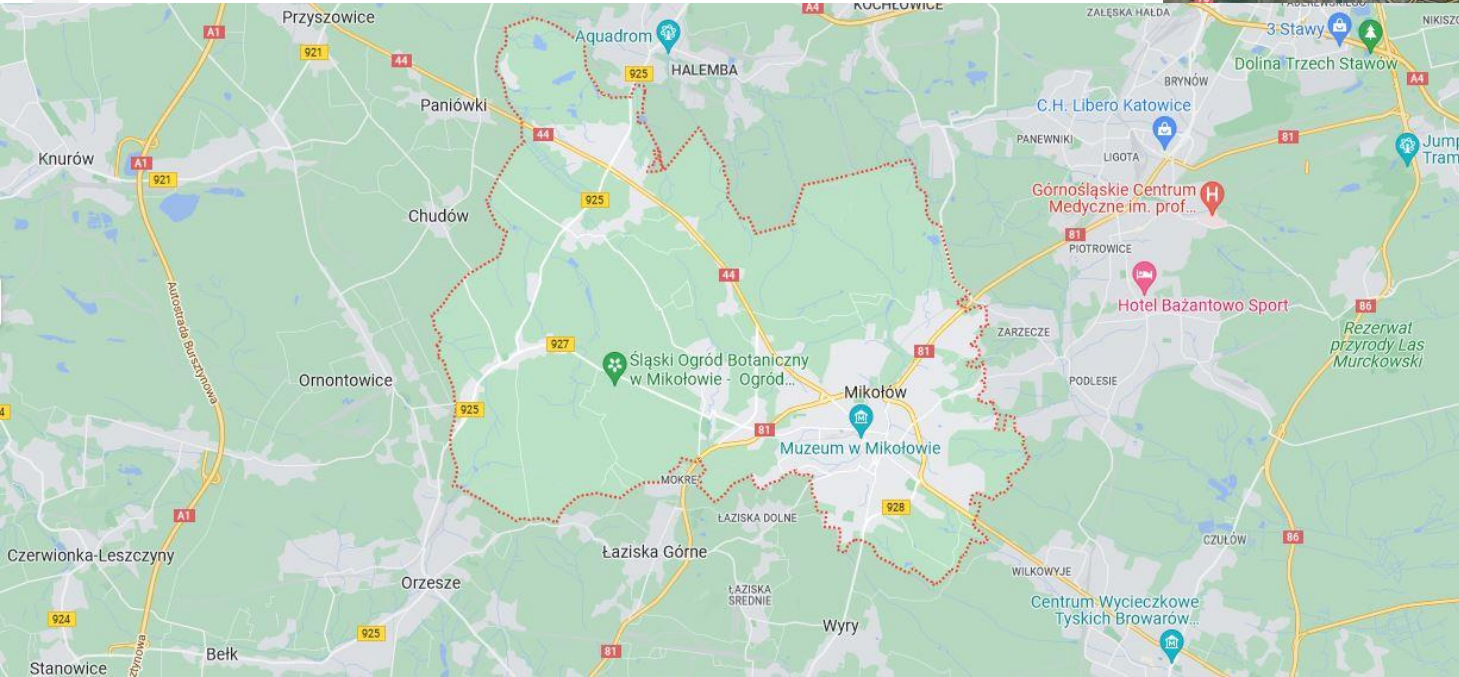 KOCHŁOWICE
A4
ZAŁĘSKA HAŁDA
Przyszowice
A1
3 Stawy
Aquadrom
921
44
Dolina Trzech Stawów
HALEMBA
925
A4
BRYNÓW
Paniówki
C.H. Libero Katowice
44
PANEWNIKI
81
Knurów
A1
LIGOTA
921
Górnośląskie Centrum
Medyczne im. prof...
H
925
Chudów
81
PIOTROWICE
44
Autostrada Bursztynowa
Hotel Bażantowo Sport
86
ZARZECZE
Rezerwat
przyrody Las
Murckowski
927
81
Śląski Ogród Botaniczny
w Mikołowie - Ogród...
Ornontowice
PODLESIE
Mikołów
925
81
Muzeum w Mikołowie
MOKRE
928
A1
ŁAZISKA DOLNE
86
CZUŁÓW
Czerwionka-Leszczyny
Łaziska Górne
WILKOWYJE
Orzesze
ŁAZISKA
ŚREDNIE
Centrum Wycieczkowe
Tyskich Browarów...
924
925
Wyry
81
Bełk
Stanowice